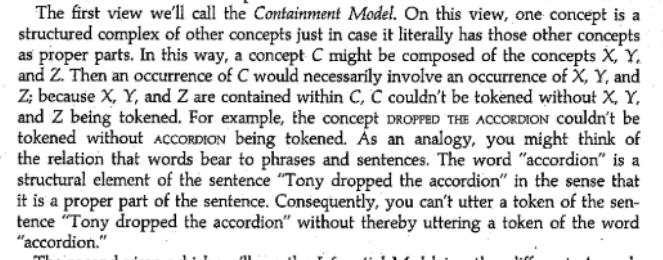 The first view we'll call the Containment Model. On this view, one concept is a
structured complex of other concepts just in case it literally has those other concepts
as proper parts. In this way, a concept C might be composed of the concepts X, Y,
and Z. Then an occurrence of C would necessarily involve an occurrence of X, Y, and
Z; because X, Y, and Z are contained within C, C couldn't be tokened without X, Y,
and Z being tokened. For example, the concept DROPPED THE ACCORDION couldn't be
tokened without ACCORDION being tokened. As an analogy, you might think of
the relation that words bear to phrases and sentences. The word "accordion" is a
structural element of the sentence "Tony dropped the accordion" in the sense that
it is a proper part of the sentence. Consequently, you can't utter a token of the sen-
tence "Tony dropped the accordion" without thereby uttering a token of the word
"accordion."